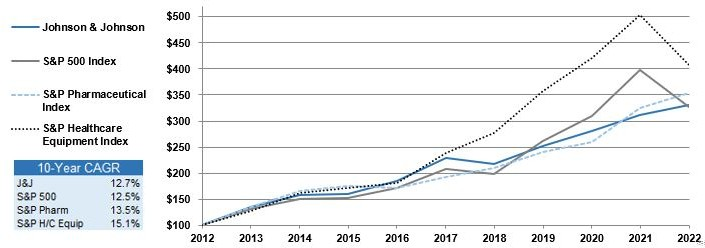 Johnson & Johnson
S&P 500 Index
S&P Pharmaceutical
Index
S&P Healthcare
Equipment Index
10-Year CAGR
J&J 12.7%
S&P 500 12.5%
S&P Pharm 13.5%
S&P H/C Equip 15.1%
$500
$450
$400
$350
$300
$250
$200
$150
$100
2012 2013 2014 2015 2016 2017 2018 2019 2020 2021 2022